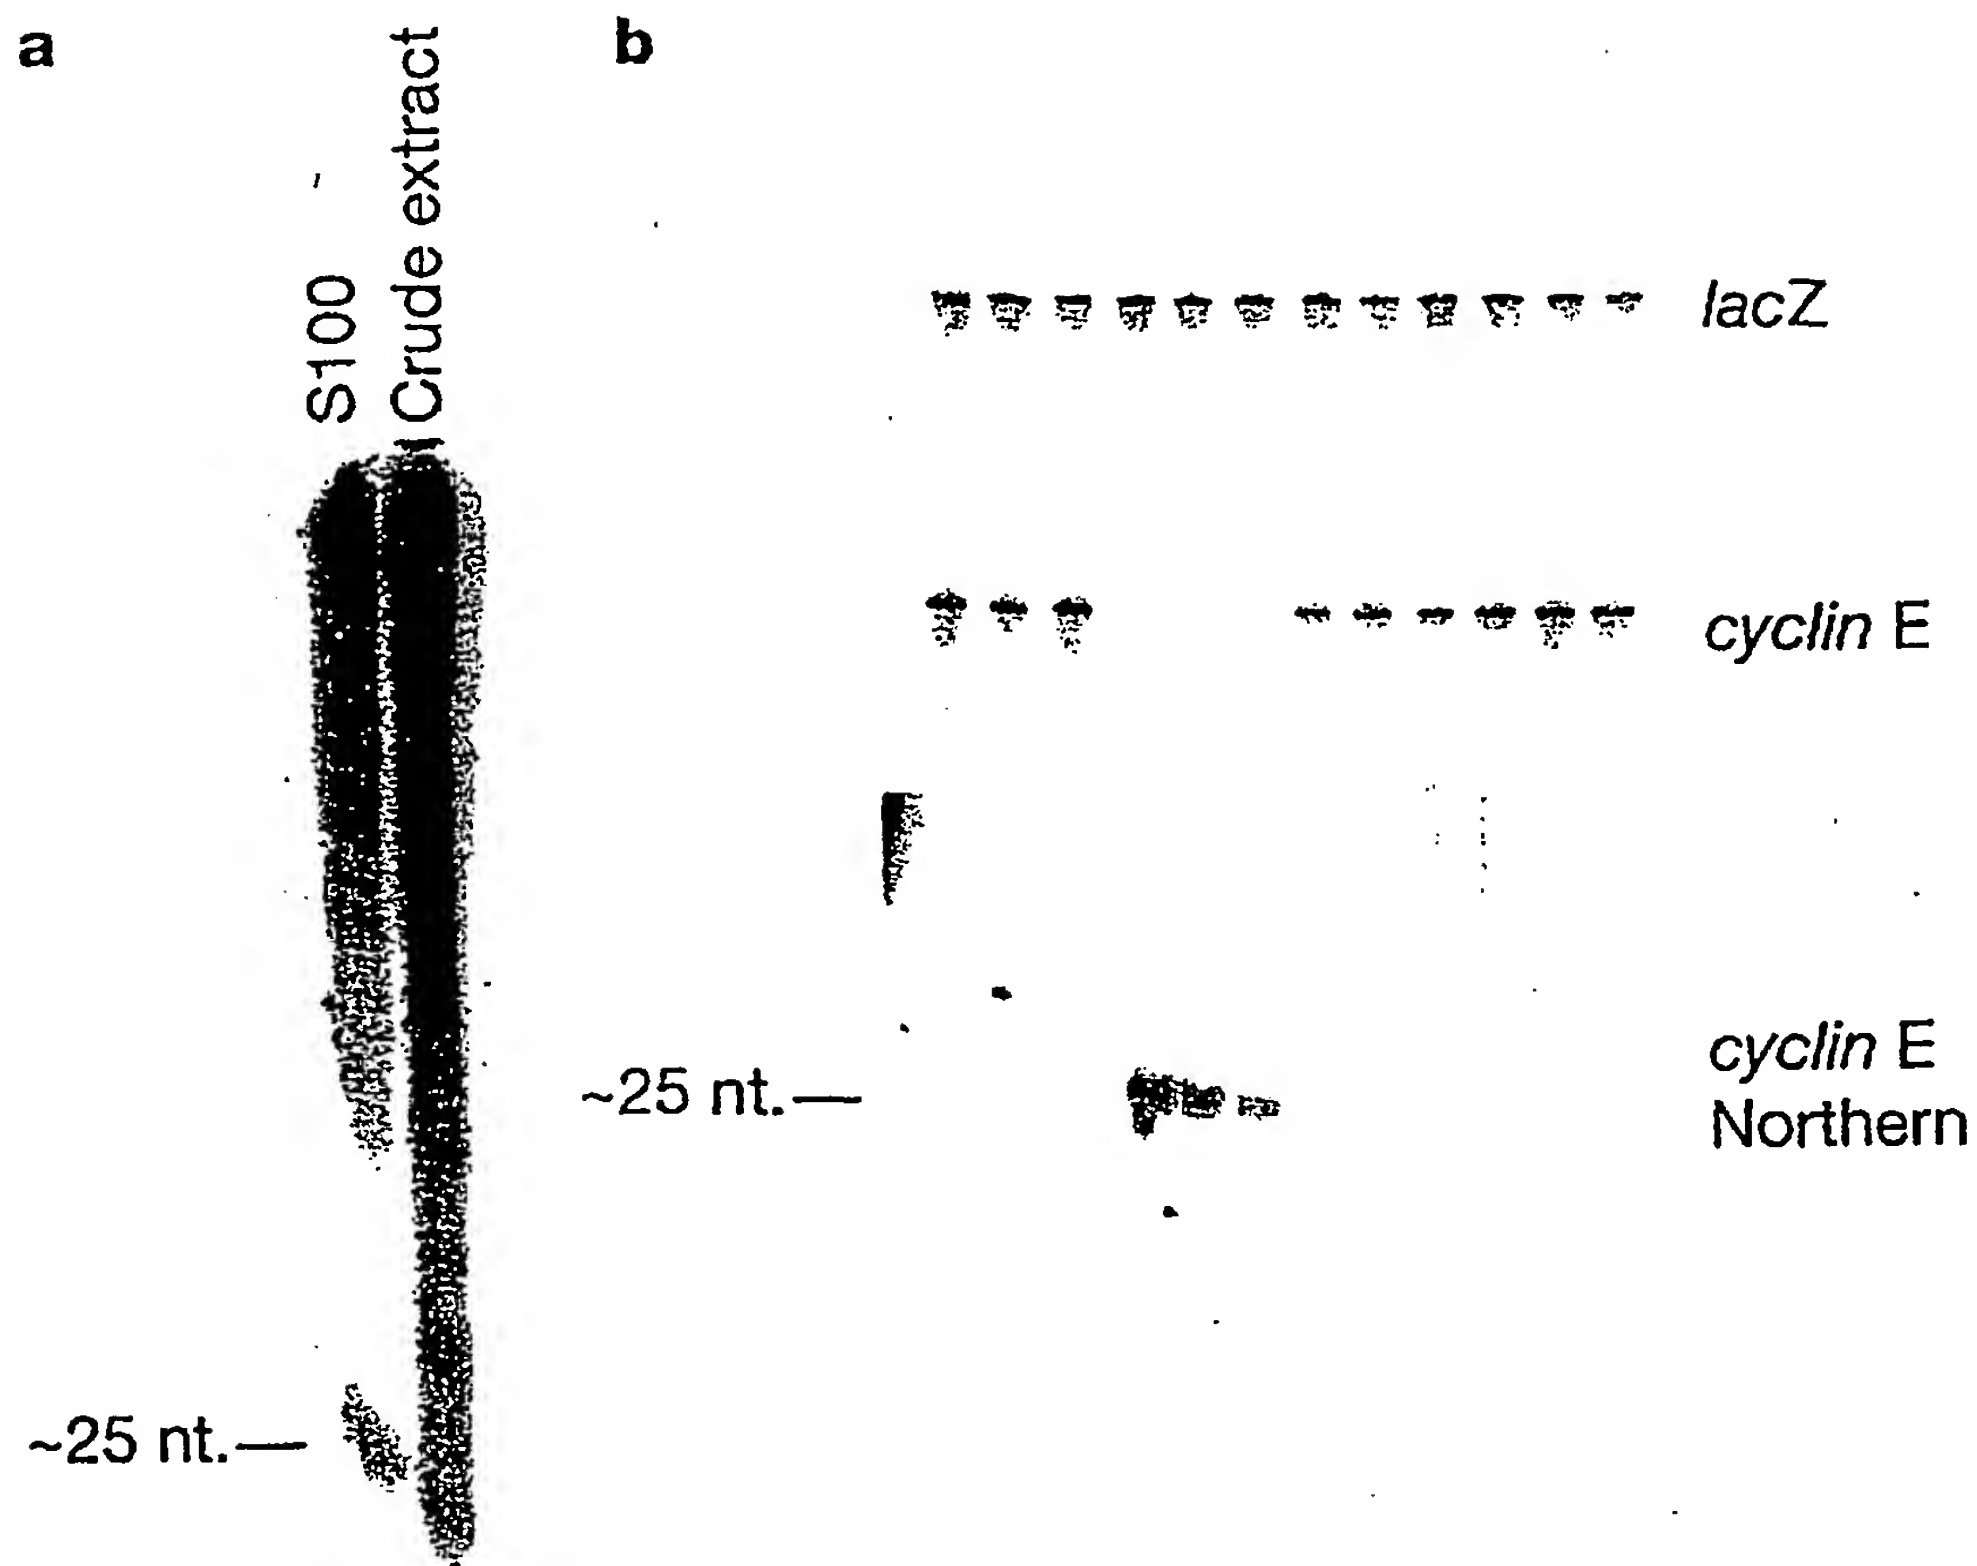 a
b
S100
Crude extract
lacZ
cyclin E
~25 nt.
cyclin E
Northern
~25 nt.